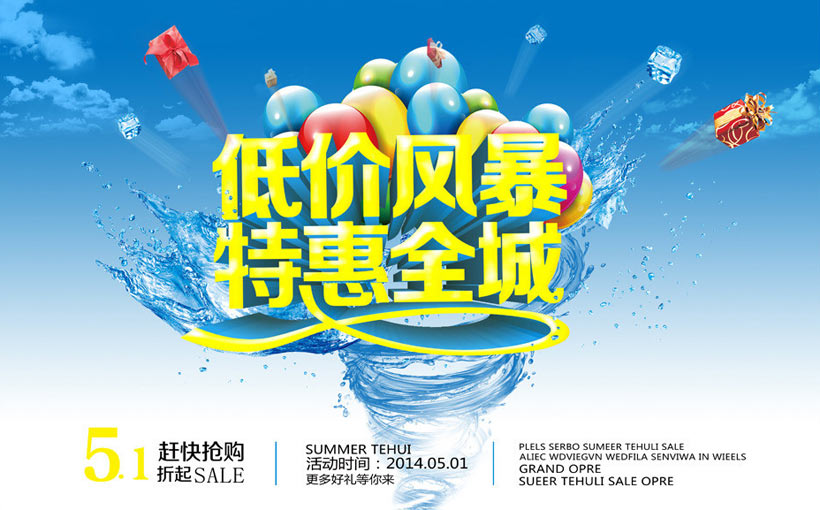 低价风暴
特惠全城
5.1 赶快抢购
折起SALE
SUMMER TEHUI
活动时间：2014.05.01
更多好礼等你来
PLELS SERBO SUMEER TEHULI SALE
ALIEC WDVIEGVN WEDFILA SENVIWA IN WIEELS
GRAND OPRE
SUEER TEHULI SALE OPRE